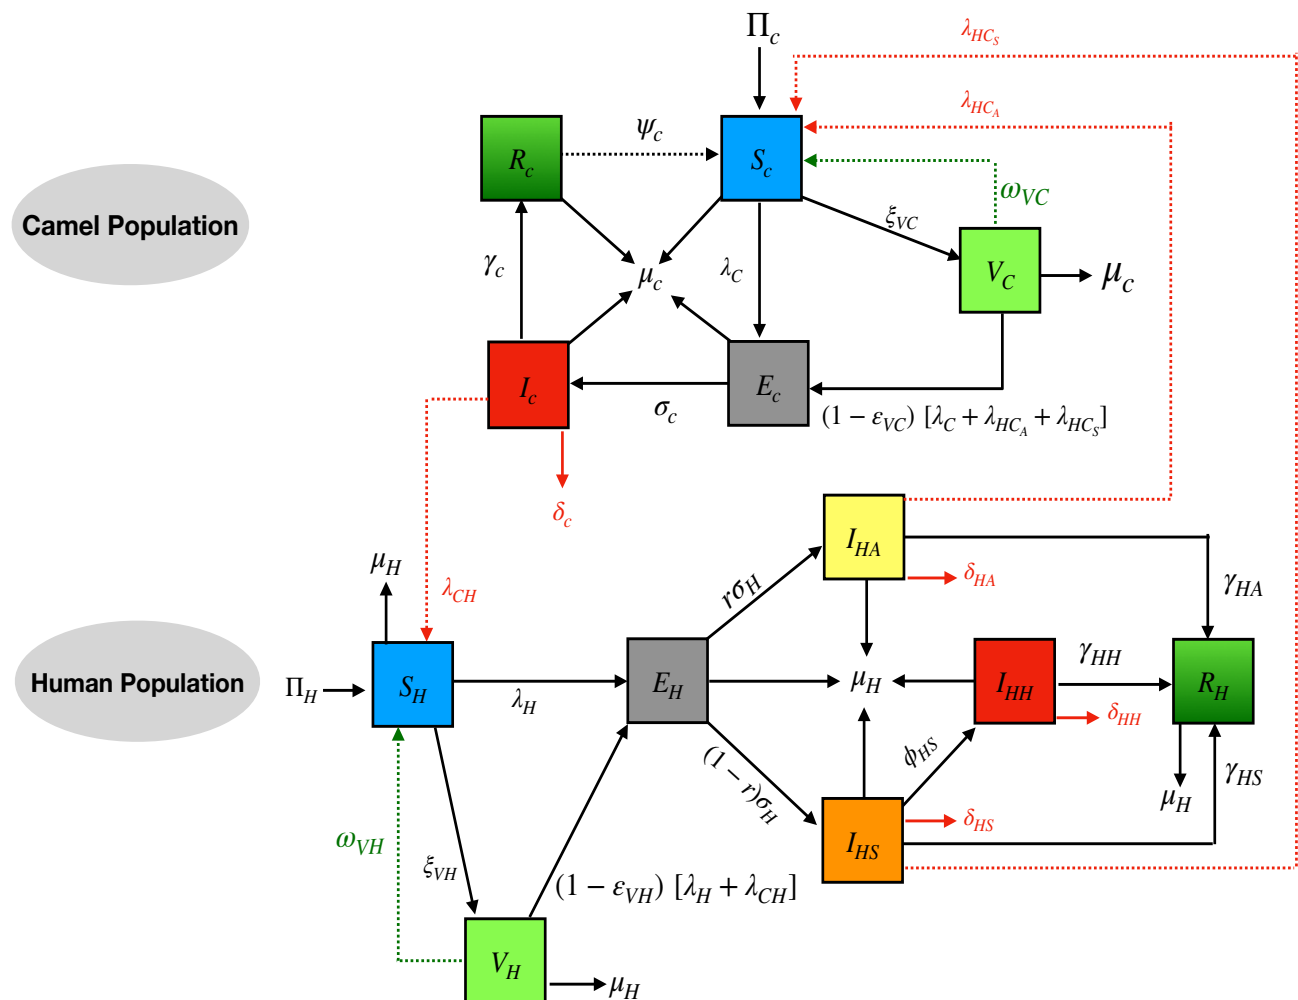 Π_c
λ_{HC_S}
λ_{HC_A}
ψ_c
R_c
S_c
Camel Population
ω_{VC}
ξ_{VC}
γ_c
μ_c
λ_C
V_C
μ_c
I_c
E_c
σ_c
(1 - ε_{VC}) [λ_C + λ_{HC_A} + λ_{HC_S}]
δ_c
I_{HA}
μ_H
λ_{CH}
rσ_H
δ_{HA}
γ_{HA}
Human Population
Π_H
S_H
λ_H
E_H
μ_H
I_{HH}
γ_{HH}
R_H
δ_{HH}
φ_{HS}
(1 - r)σ_H
γ_{HS}
μ_H
δ_{HS}
I_{HS}
ω_{VH}
ξ_{VH}
(1 - ε_{VH}) [λ_H + λ_{CH}]
V_H
μ_H